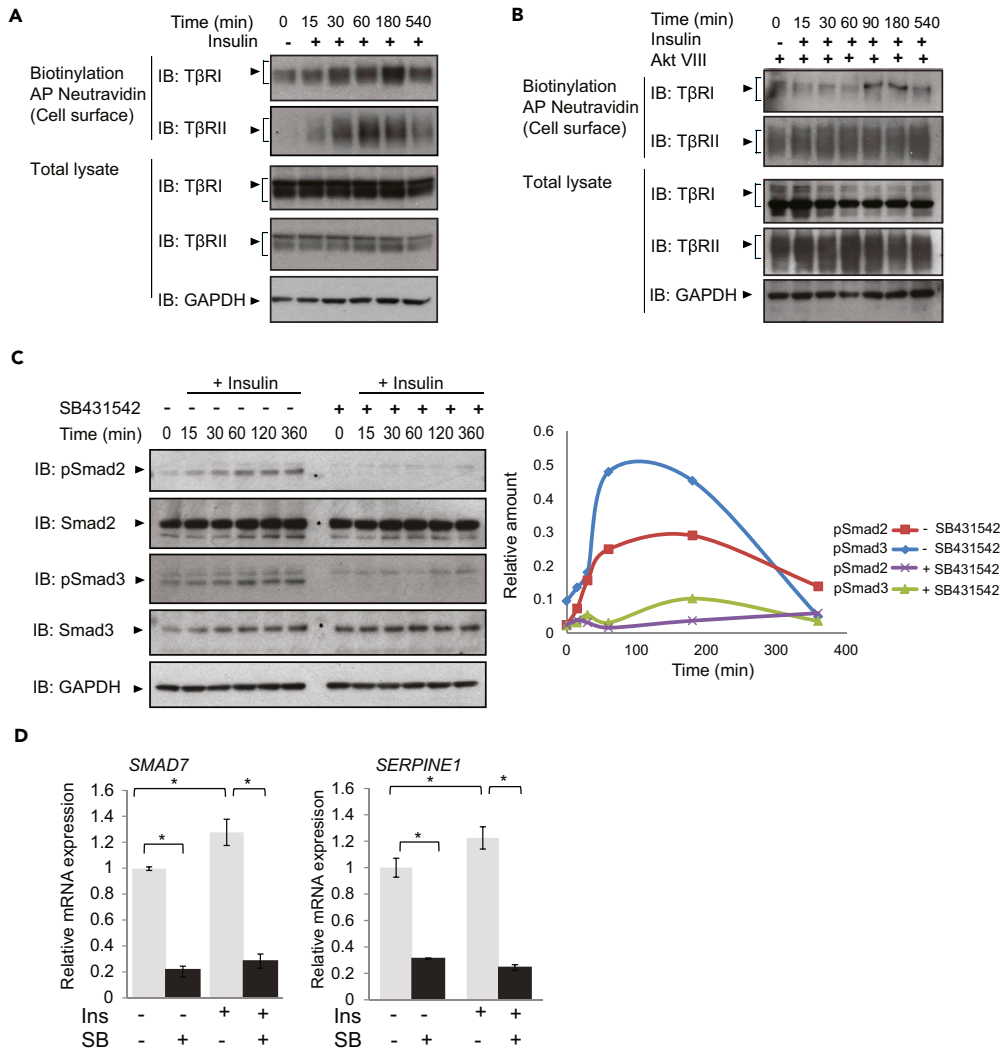 A
Time (min) 0 15 30 60 180 540
Insulin - + + + + +
Biotinylation
AP Neutravidin
(Cell surface)
IB: TβRI
IB: TβRII
Total lysate
IB: TβRI
IB: TβRII
IB: GAPDH
B
Time (min) 0 15 30 60 90 180 540
Insulin - + + + + + +
Akt VIII + + + + + + +
Biotinylation
AP Neutravidin
(Cell surface)
IB: TβRI
IB: TβRII
Total lysate
IB: TβRI
IB: TβRII
IB: GAPDH
C
+ Insulin + Insulin
SB431542 - - - - - - + + + + + +
Time (min) 0 15 30 60 120 360 0 15 30 60 120 360
IB: pSmad2
IB: Smad2
IB: pSmad3
IB: Smad3
IB: GAPDH
Relative amount
0.6
0.5
0.4
0.3
0.2
0.1
0
0 100 200 300 400
Time (min)
pSmad2 - SB431542
pSmad3 - SB431542
pSmad2 + SB431542
pSmad3 + SB431542
D
SMAD7
Relative mRNA expression
1.6
1.4
1.2
1
0.8
0.6
0.4
0.2
0
* * *
Ins - - + +
SB - + - +
SERPINE1
Relative mRNA expresison
1.6
1.4
1.2
1
0.8
0.6
0.4
0.2
0
* * *
- - + +
- + - +